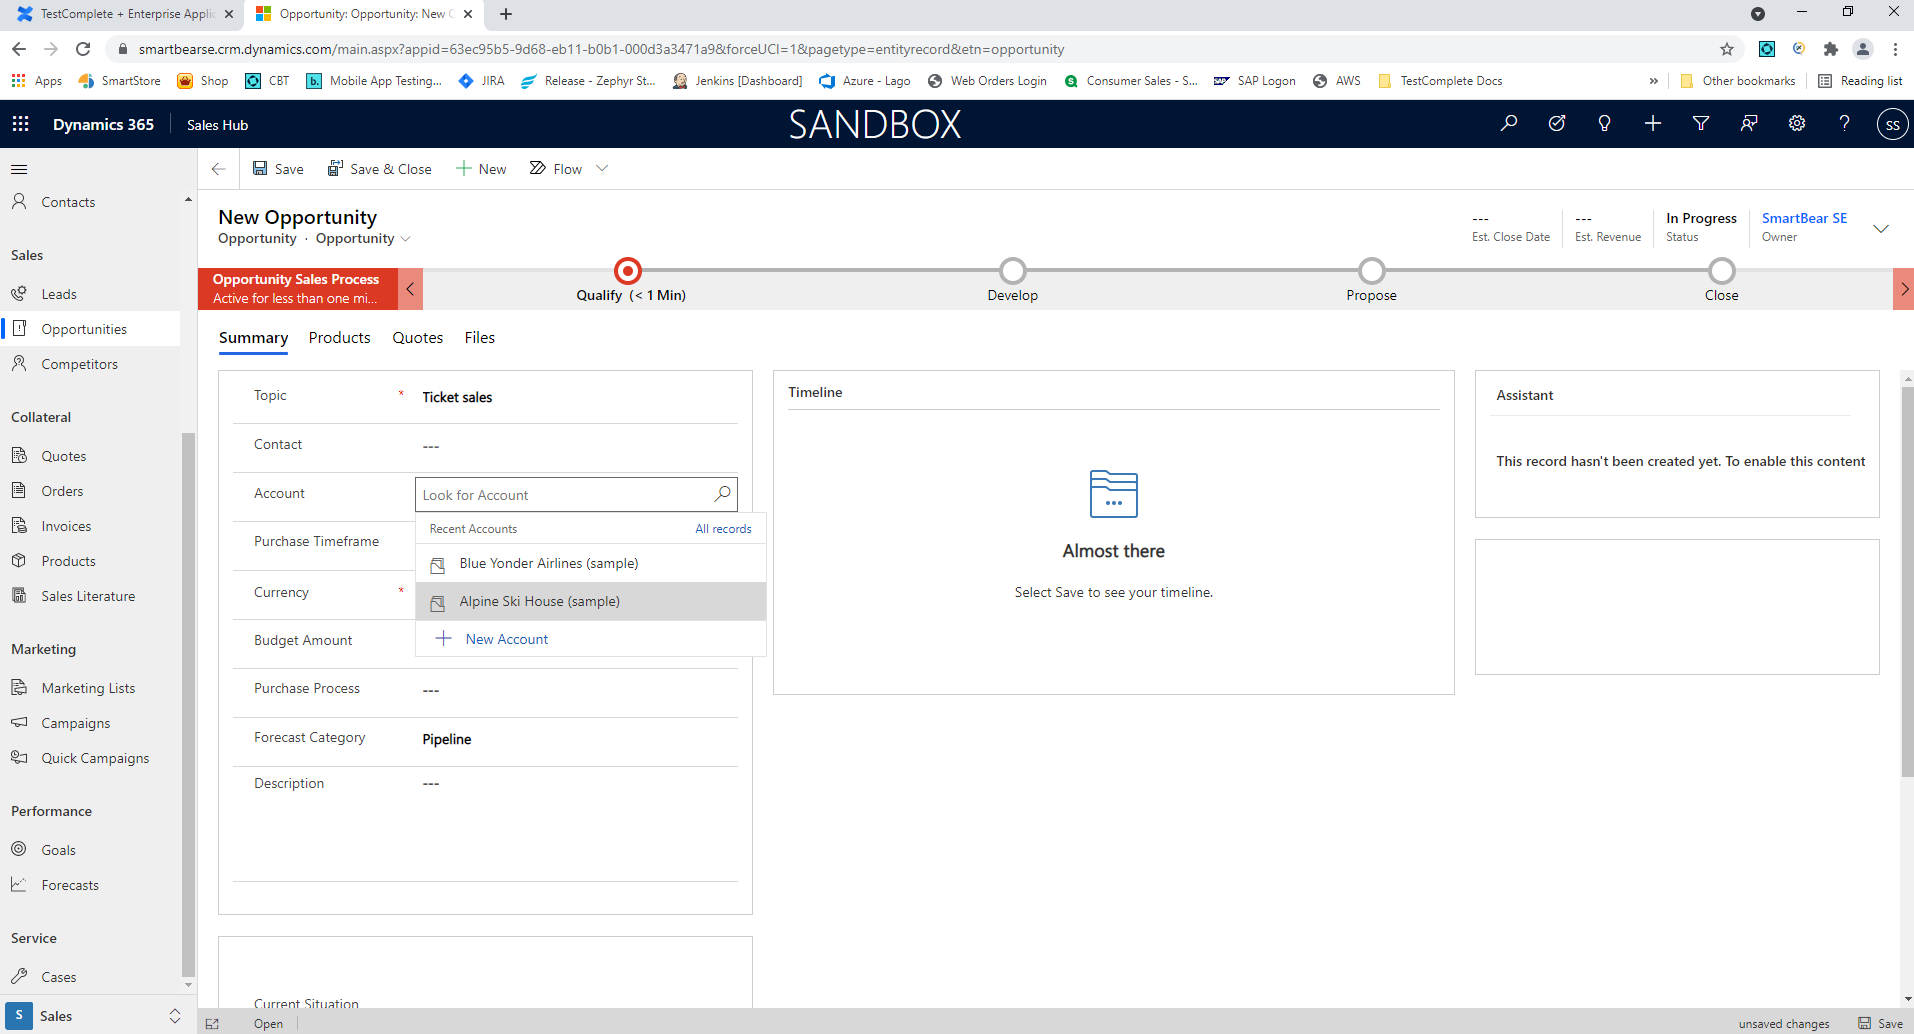 TestComplete + Enterprise Applic
Opportunity: Opportunity: New C
smartbearse.crm.dynamics.com/main.aspx?appid=63ec95b5-9d68-eb11-b0b1-000d3a3471a9&forceUCI=1&pagetype=entityrecord&etn=opportunity
Apps SmartStore Shop CBT b. Mobile App Testing... JIRA Release - Zephyr St... Jenkins [Dashboard] Azure - Lago Web Orders Login Consumer Sales - S... SAP SAP Logon AWS TestComplete Docs » Other bookmarks Reading list
Dynamics 365 Sales Hub SANDBOX SS
Save Save & Close New Flow
Contacts
Sales
Leads
Opportunities
Competitors
Collateral
Quotes
Orders
Invoices
Products
Sales Literature
Marketing
Marketing Lists
Campaigns
Quick Campaigns
Performance
Goals
Forecasts
Service
Cases
S Sales
New Opportunity
Opportunity · Opportunity
---
Est. Close Date
---
Est. Revenue
In Progress
Status
SmartBear SE
Owner
Opportunity Sales Process
Active for less than one mi...
Qualify (< 1 Min)
Develop
Propose
Close
Summary Products Quotes Files
Topic * Ticket sales
Contact ---
Account Look for Account
Recent Accounts All records
Blue Yonder Airlines (sample)
Alpine Ski House (sample)
New Account
Purchase Timeframe
Currency *
Budget Amount
Purchase Process ---
Forecast Category Pipeline
Description ---
Current Situation
Timeline
Almost there
Select Save to see your timeline.
Assistant
This record hasn't been created yet. To enable this content
Open
unsaved changes Save